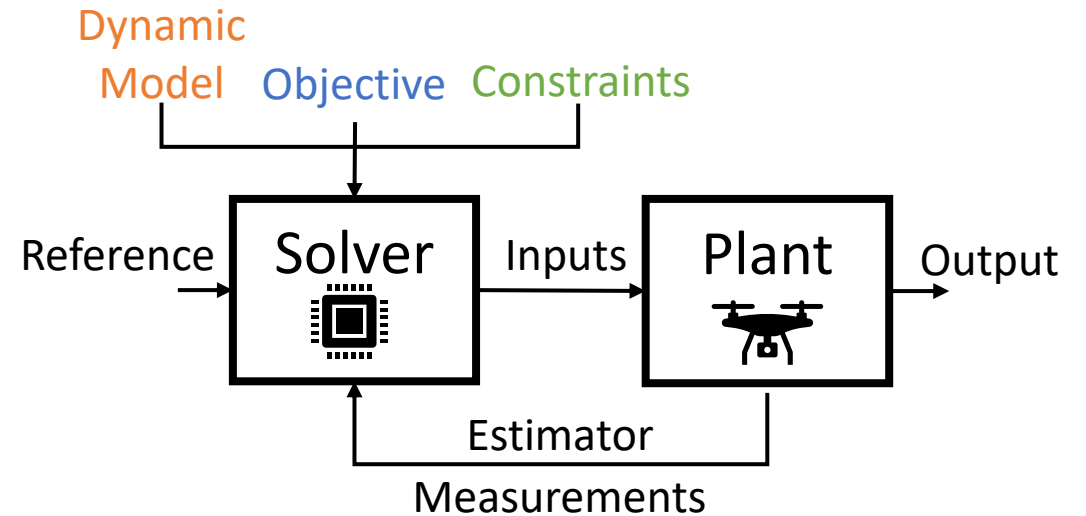 Dynamic
Model
Objective
Constraints
Reference
Solver
Inputs
Plant
Output
Estimator
Measurements